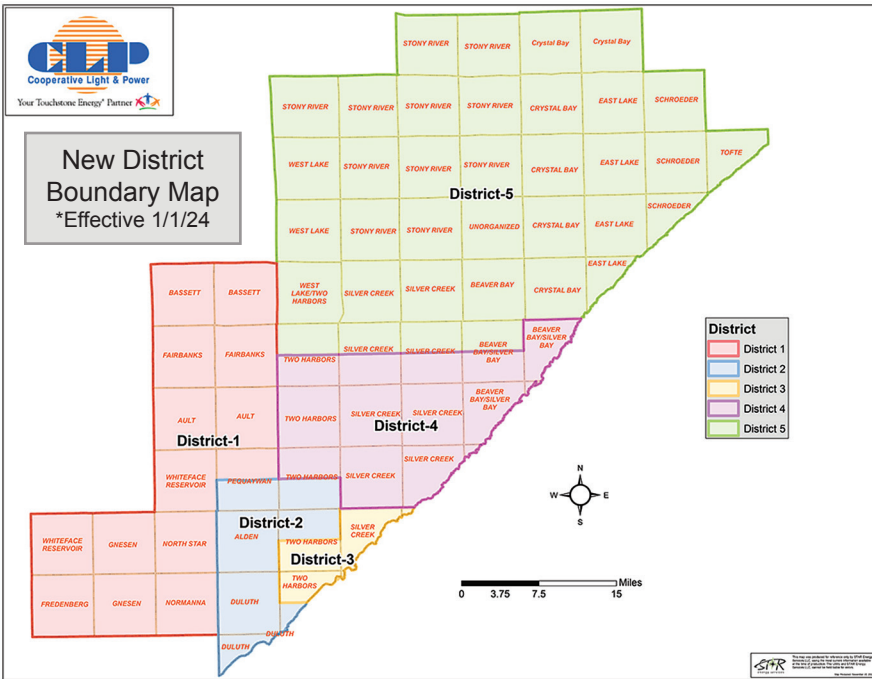 CLP
Cooperative Light & Power
Your Touchstone Energy® Partner
New District
Boundary Map
*Effective 1/1/24
STONY RIVER STONY RIVER Crystal Bay Crystal Bay
STONY RIVER STONY RIVER STONY RIVER STONY RIVER CRYSTAL BAY EAST LAKE SCHROEDER
WEST LAKE STONY RIVER STONY RIVER STONY RIVER CRYSTAL BAY EAST LAKE SCHROEDER TOFTE
District-5
SCHROEDER
WEST LAKE STONY RIVER STONY RIVER UNORGANIZED CRYSTAL BAY EAST LAKE
EAST LAKE
BASSETT BASSETT WEST
LAKE/TWO
HARBORS SILVER CREEK SILVER CREEK BEAVER BAY CRYSTAL BAY
FAIRBANKS FAIRBANKS TWO HARBORS SILVER CREEK SILVER CREEK BEAVER
BAY/SILVER
BAY BEAVER
BAY/SILVER
BAY
AULT AULT TWO HARBORS SILVER CREEK SILVER CREEK BEAVER
BAY/SILVER
BAY
District-1 District-4
WHITEFACE
RESERVOIR PEQUAYWAN TWO HARBORS SILVER CREEK SILVER CREEK
District-2
WHITEFACE
RESERVOIR GNESEN NORTH STAR ALDEN TWO HARBORS SILVER
CREEK
District-3
FREDENBERG GNESEN NORMANNA DULUTH TWO
HARBORS
DULUTH DULUTH
District
District 1
District 2
District 3
District 4
District 5
N
W E
S
Miles
0 3.75 7.5 15
STAR
energy services